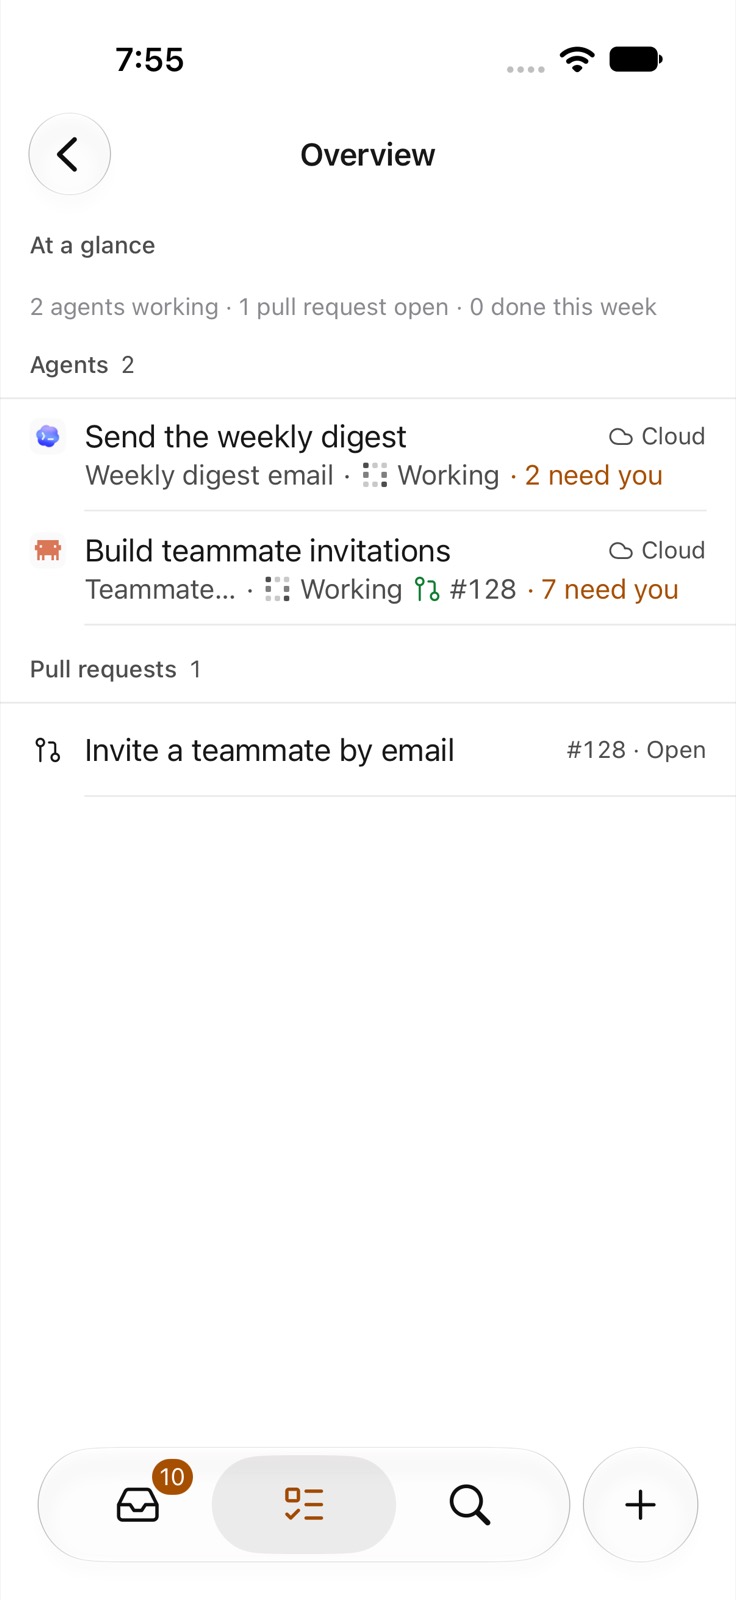 7:55
Overview
At a glance
2 agents working · 1 pull request open · 0 done this week
Agents 2
Send the weekly digest Cloud
Weekly digest email · Working · 2 need you
Build teammate invitations Cloud
Teammate... · Working #128 · 7 need you
Pull requests 1
Invite a teammate by email #128 · Open
10